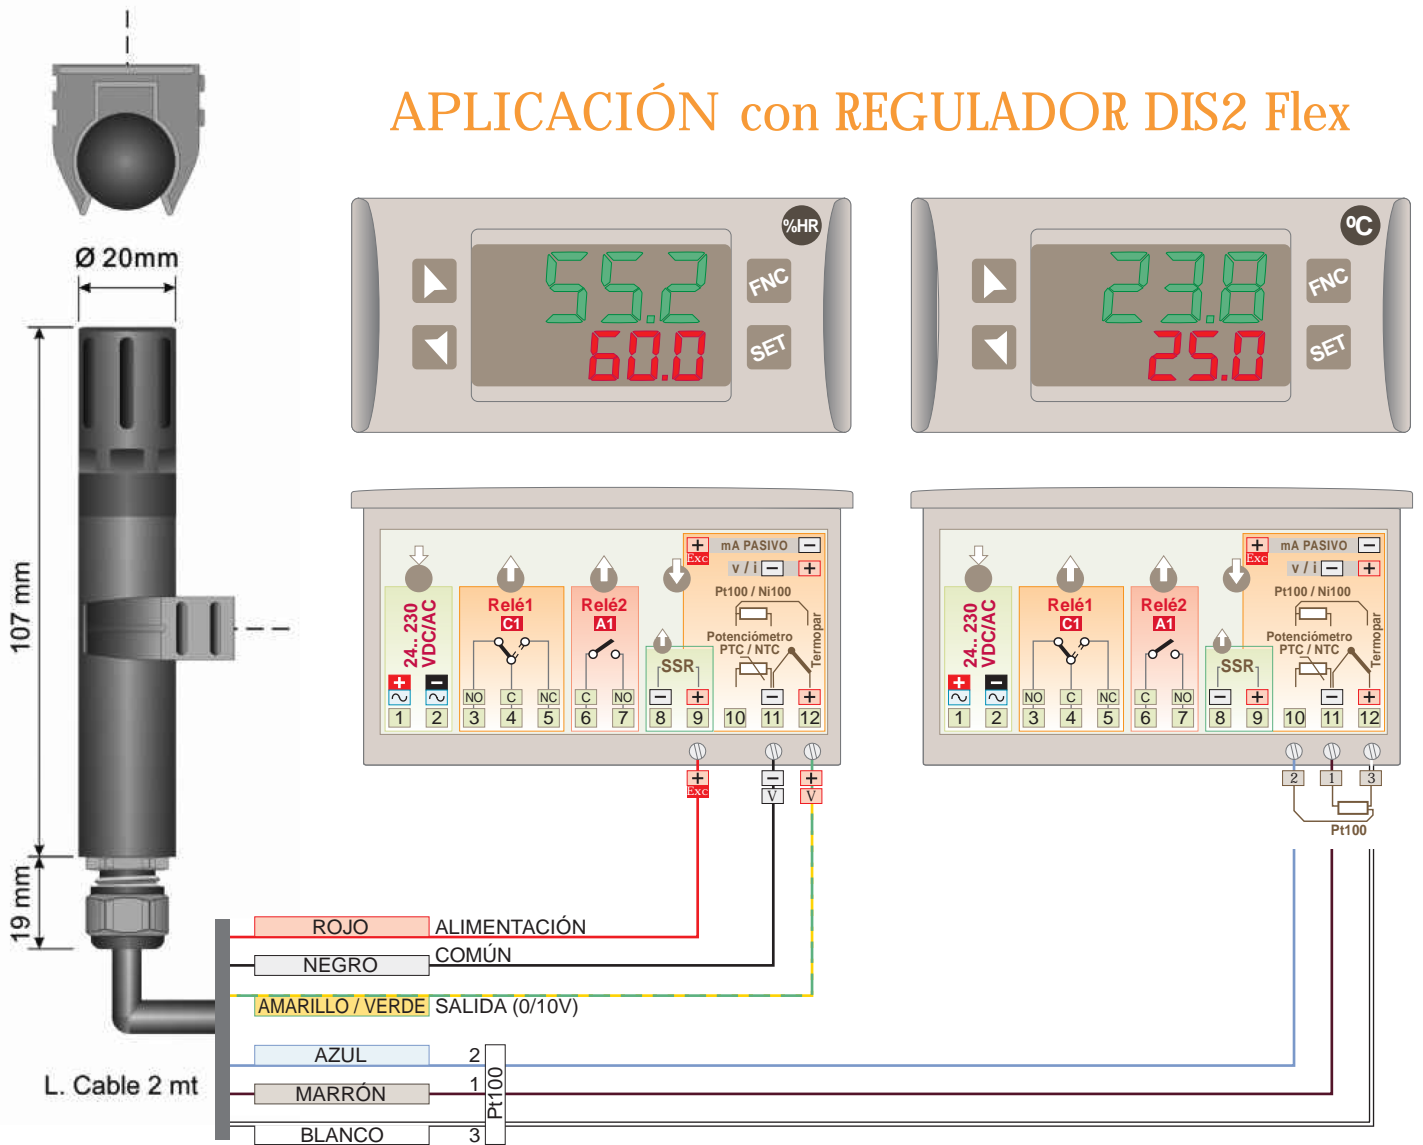 APLICACIÓN con REGULADOR DIS2 Flex
Ø 20mm
107 mm
19 mm
L. Cable 2 mt
%HR
55.2
60.0
FNC
SET
ºC
23.8
25.0
FNC
SET
24.. 230
VDC/AC
+
−
1
2
Relé1
C1
NO
C
NC
3
4
5
Relé2
A1
C
NO
6
7
SSR
−
+
8
9
+
Exc
mA PASIVO
−
v / i
−
+
Pt100 / Ni100
Potenciómetro
PTC / NTC
Termopar
−
+
10
11
12
+
Exc
−
V
+
V
24.. 230
VDC/AC
+
−
1
2
Relé1
C1
NO
C
NC
3
4
5
Relé2
A1
C
NO
6
7
SSR
−
+
8
9
+
Exc
mA PASIVO
−
v / i
−
+
Pt100 / Ni100
Potenciómetro
PTC / NTC
Termopar
−
+
10
11
12
2
1
3
Pt100
ROJO ALIMENTACIÓN
NEGRO COMÚN
AMARILLO / VERDE SALIDA (0/10V)
AZUL 2
MARRÓN 1
BLANCO 3
Pt100